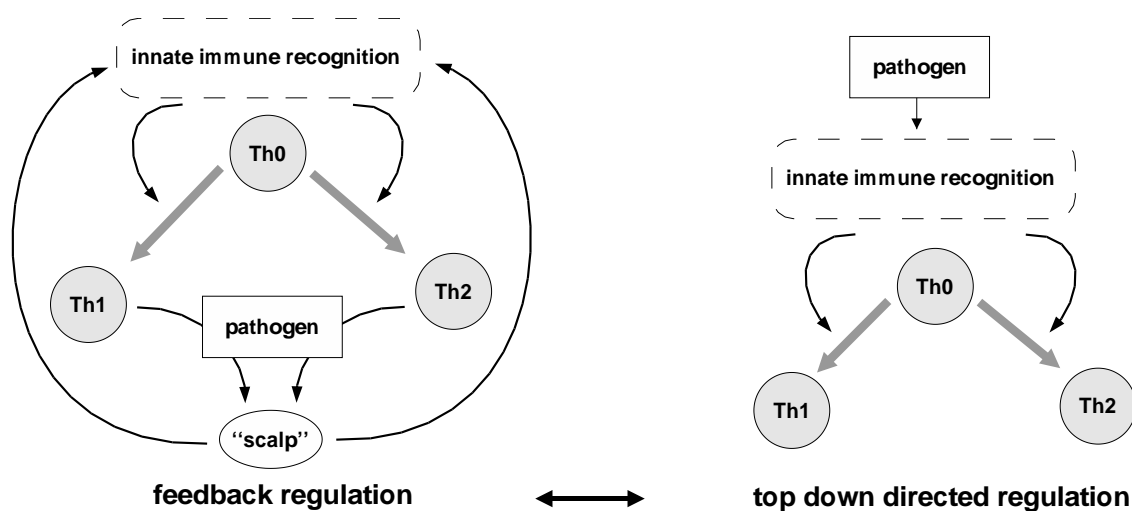 innate immune recognition
Th0
Th1
Th2
pathogen
‘‘scalp’’
feedback regulation
pathogen
innate immune recognition
Th0
Th1
Th2
top down directed regulation